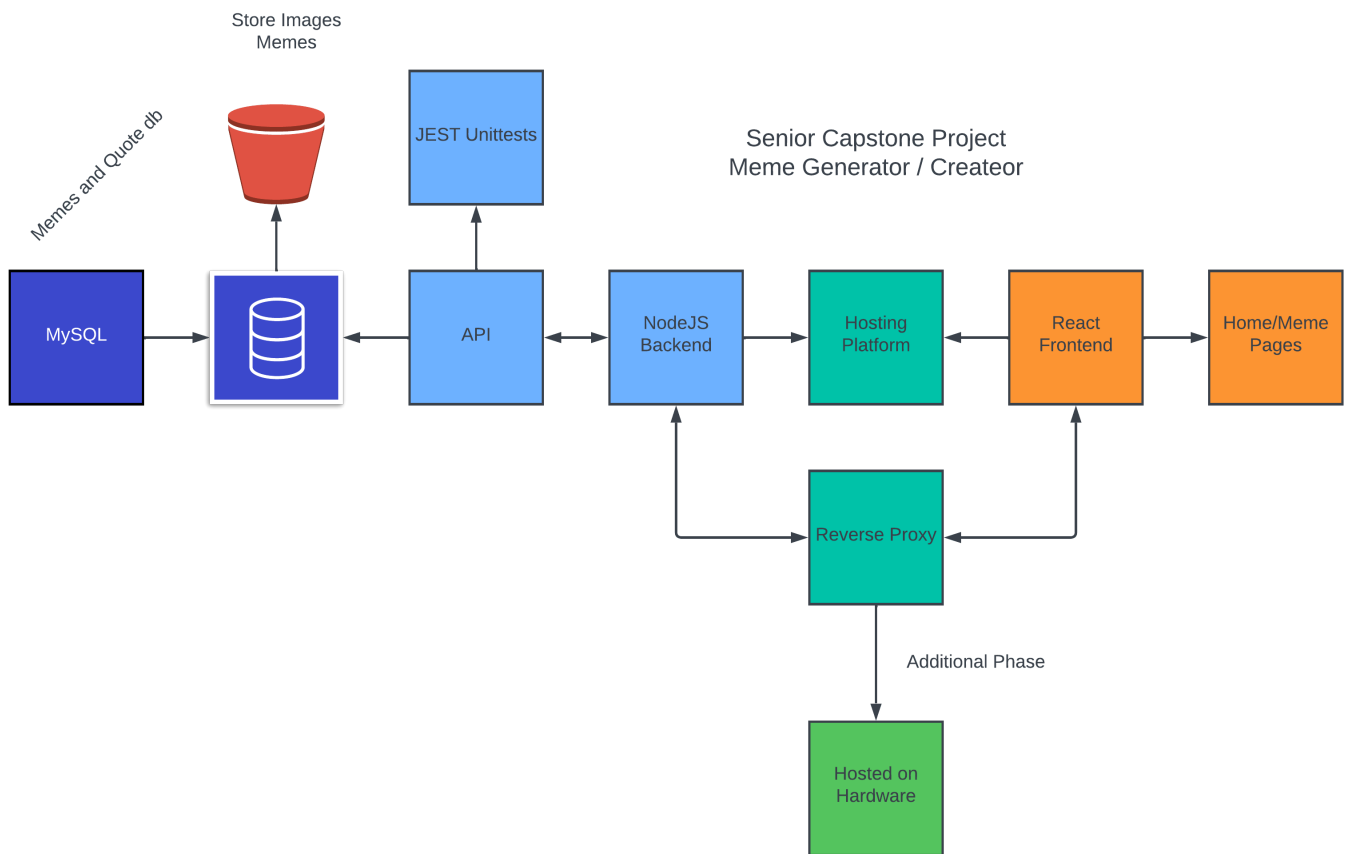 Store Images
Memes
Memes and Quote db
JEST Unittests
Senior Capstone Project
Meme Generator / Createor
MySQL
API
NodeJS
Backend
Hosting
Platform
React
Frontend
Home/Meme
Pages
Reverse Proxy
Additional Phase
Hosted on
Hardware